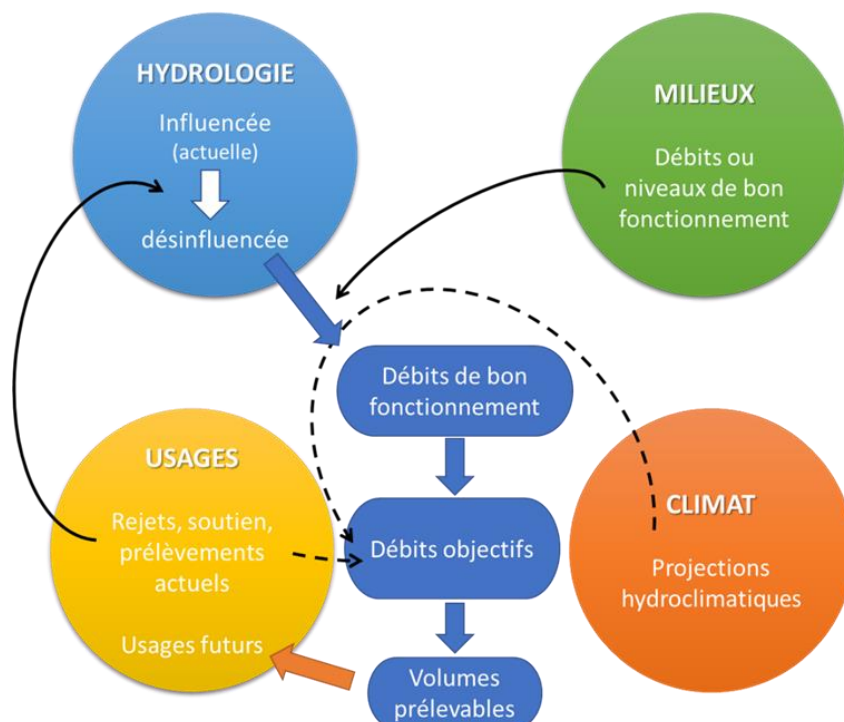 HYDROLOGIE
Influencée
(actuelle)
désinfluencée
MILIEUX
Débits ou
niveaux de bon
fonctionnement
Débits de bon
fonctionnement
USAGES
Rejets, soutien,
prélèvements
actuels
Usages futurs
Débits objectifs
CLIMAT
Projections
hydroclimatiques
Volumes
prélevables